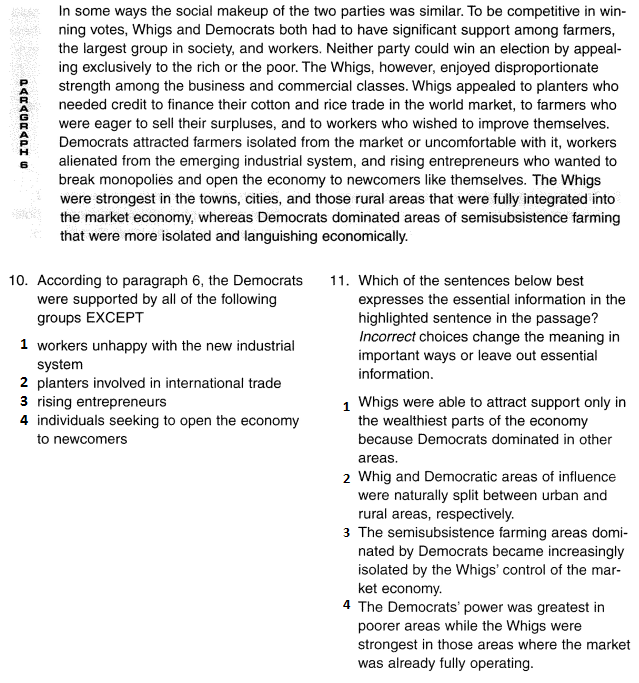 In some ways the social makeup of the two parties was similar. To be competitive in win-
ning votes, Whigs and Democrats both had to have significant support among farmers,
the largest group in society, and workers. Neither party could win an election by appeal-
ing exclusively to the rich or the poor. The Whigs, however, enjoyed disproportionate
strength among the business and commercial classes. Whigs appealed to planters who
needed credit to finance their cotton and rice trade in the world market, to farmers who
were eager to sell their surpluses, and to workers who wished to improve themselves.
Democrats attracted farmers isolated from the market or uncomfortable with it, workers
alienated from the emerging industrial system, and rising entrepreneurs who wanted to
break monopolies and open the economy to newcomers like themselves. The Whigs
were strongest in the towns, cities, and those rural areas that were fully integrated into
the market economy, whereas Democrats dominated areas of semisubsistence farming
that were more isolated and languishing economically.
PARAGRAPH 6
10. According to paragraph 6, the Democrats
were supported by all of the following
groups EXCEPT
1 workers unhappy with the new industrial
system
2 planters involved in international trade
3 rising entrepreneurs
4 individuals seeking to open the economy
to newcomers
11. Which of the sentences below best
expresses the essential information in the
highlighted sentence in the passage?
Incorrect choices change the meaning in
important ways or leave out essential
information.
1 Whigs were able to attract support only in
the wealthiest parts of the economy
because Democrats dominated in other
areas.
2 Whig and Democratic areas of influence
were naturally split between urban and
rural areas, respectively.
3 The semisubsistence farming areas domi-
nated by Democrats became increasingly
isolated by the Whigs' control of the mar-
ket economy.
4 The Democrats' power was greatest in
poorer areas while the Whigs were
strongest in those areas where the market
was already fully operating.